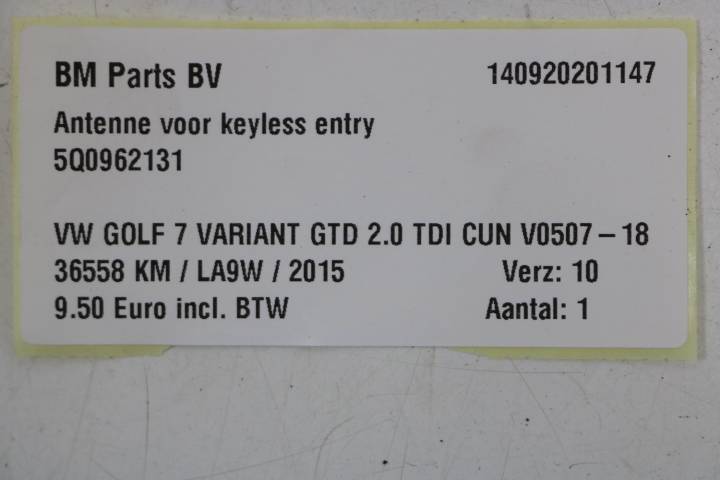 BM Parts BV 140920201147
Antenne voor keyless entry
5Q0962131
VW GOLF 7 VARIANT GTD 2.0 TDI CUN V0507-18
36558 KM / LA9W / 2015 Verz: 10
9.50 Euro incl. BTW Aantal: 1